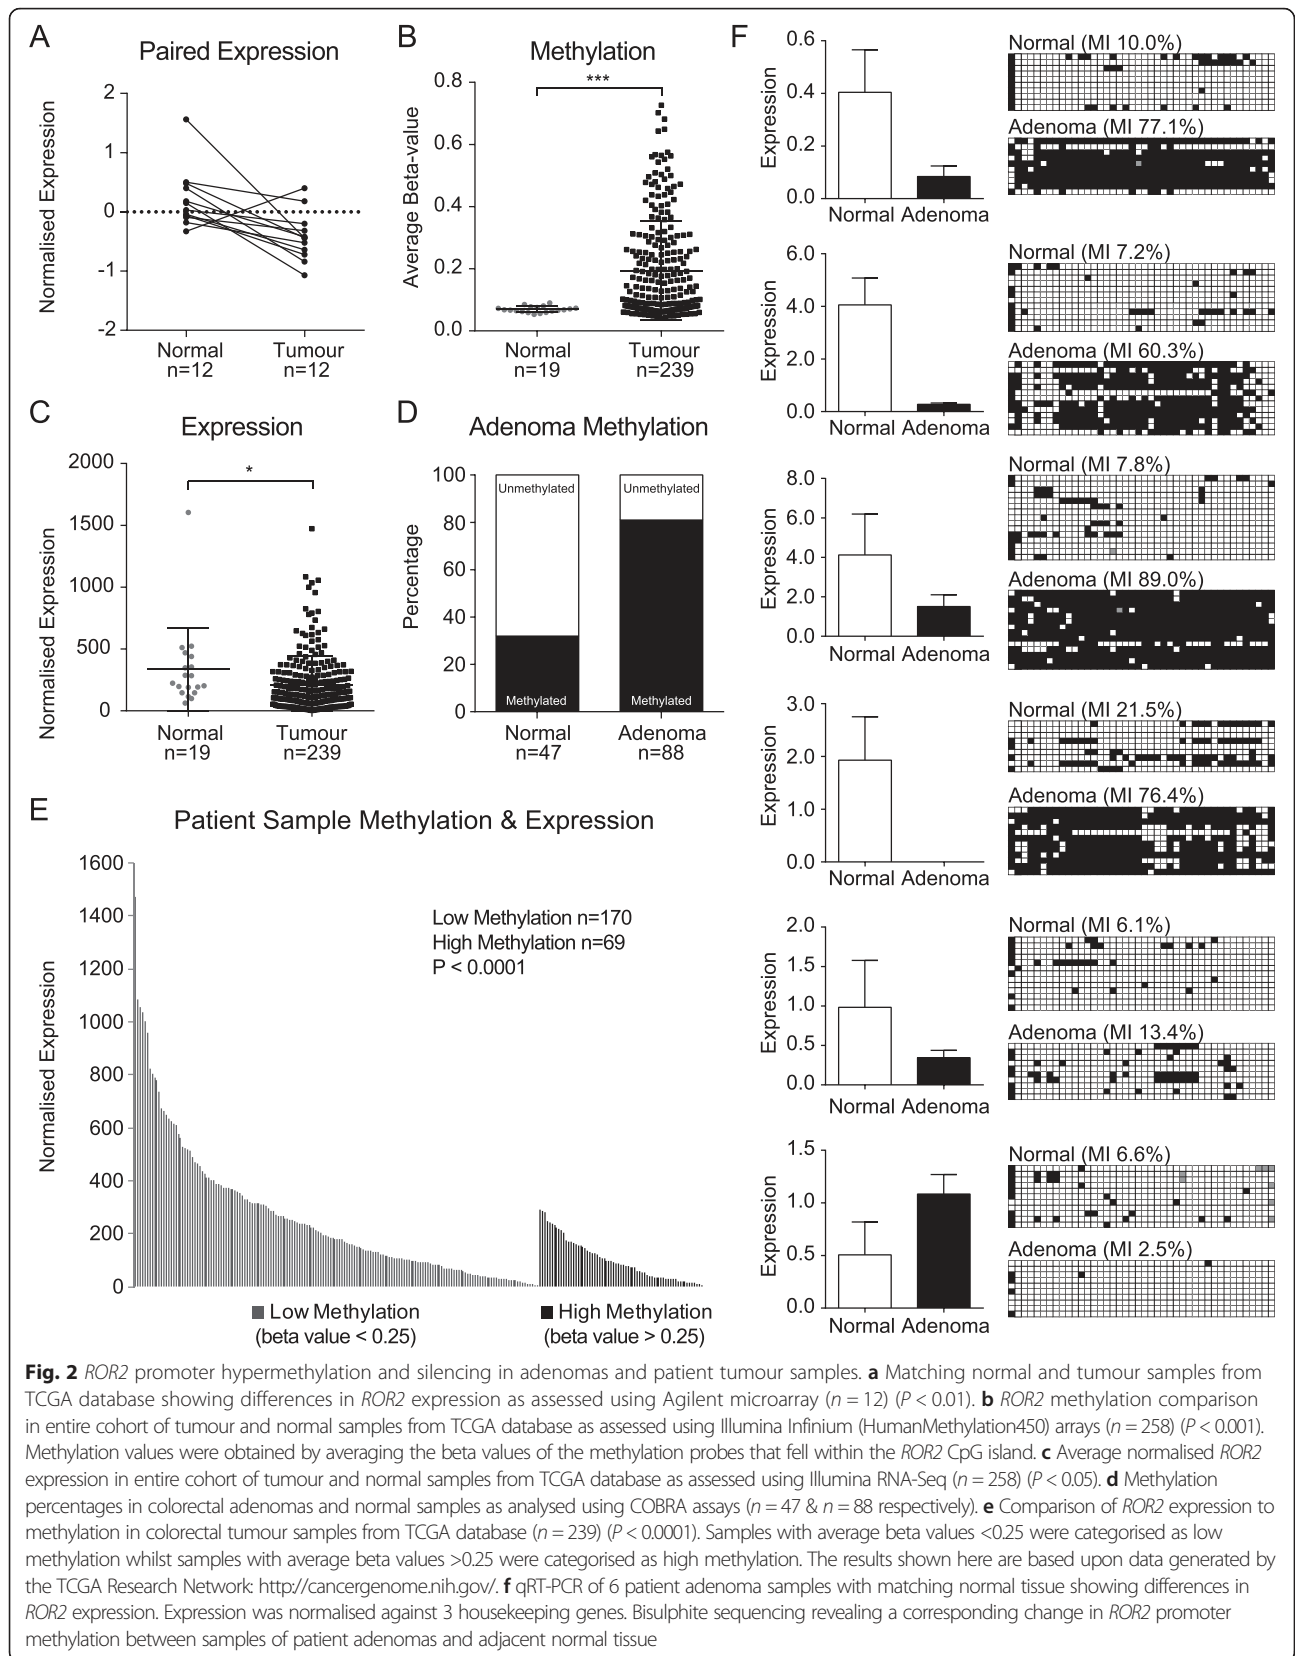 A
Paired Expression
Normalised Expression
2
1
0
-1
-2
Normal
n=12
Tumour
n=12
B
Methylation
***
Average Beta-value
0.8
0.6
0.4
0.2
0.0
Normal
n=19
Tumour
n=239
C
Expression
*
Normalised Expression
2000
1500
1000
500
0
Normal
n=19
Tumour
n=239
D
Adenoma Methylation
Percentage
100
80
60
40
20
0
Unmethylated
Unmethylated
Methylated
Methylated
Normal
n=47
Adenoma
n=88
E
Patient Sample Methylation & Expression
Normalised Expression
1600
1400
1200
1000
800
600
400
200
0
Low Methylation n=170
High Methylation n=69
P < 0.0001
Low Methylation
(beta value < 0.25)
High Methylation
(beta value > 0.25)
F
Expression
0.6
0.4
0.2
0.0
Normal Adenoma
Normal (MI 10.0%)
Adenoma (MI 77.1%)
Expression
6.0
4.0
2.0
0.0
Normal Adenoma
Normal (MI 7.2%)
Adenoma (MI 60.3%)
Expression
8.0
6.0
4.0
2.0
0.0
Normal Adenoma
Normal (MI 7.8%)
Adenoma (MI 89.0%)
Expression
3.0
2.0
1.0
0.0
Normal Adenoma
Normal (MI 21.5%)
Adenoma (MI 76.4%)
Expression
2.0
1.5
1.0
0.5
0.0
Normal Adenoma
Normal (MI 6.1%)
Adenoma (MI 13.4%)
Expression
1.5
1.0
0.5
0.0
Normal Adenoma
Normal (MI 6.6%)
Adenoma (MI 2.5%)
Fig. 2 ROR2 promoter hypermethylation and silencing in adenomas and patient tumour samples. a Matching normal and tumour samples from
TCGA database showing differences in ROR2 expression as assessed using Agilent microarray (n = 12) (P < 0.01). b ROR2 methylation comparison
in entire cohort of tumour and normal samples from TCGA database as assessed using Illumina Infinium (HumanMethylation450) arrays (n = 258) (P < 0.001).
Methylation values were obtained by averaging the beta values of the methylation probes that fell within the ROR2 CpG island. c Average normalised ROR2
expression in entire cohort of tumour and normal samples from TCGA database as assessed using Illumina RNA-Seq (n = 258) (P < 0.05). d Methylation
percentages in colorectal adenomas and normal samples as analysed using COBRA assays (n = 47 & n = 88 respectively). e Comparison of ROR2 expression to
methylation in colorectal tumour samples from TCGA database (n = 239) (P < 0.0001). Samples with average beta values <0.25 were categorised as low
methylation whilst samples with average beta values >0.25 were categorised as high methylation. The results shown here are based upon data generated by
the TCGA Research Network: http://cancergenome.nih.gov/. f qRT-PCR of 6 patient adenoma samples with matching normal tissue showing differences in
ROR2 expression. Expression was normalised against 3 housekeeping genes. Bisulphite sequencing revealing a corresponding change in ROR2 promoter
methylation between samples of patient adenomas and adjacent normal tissue